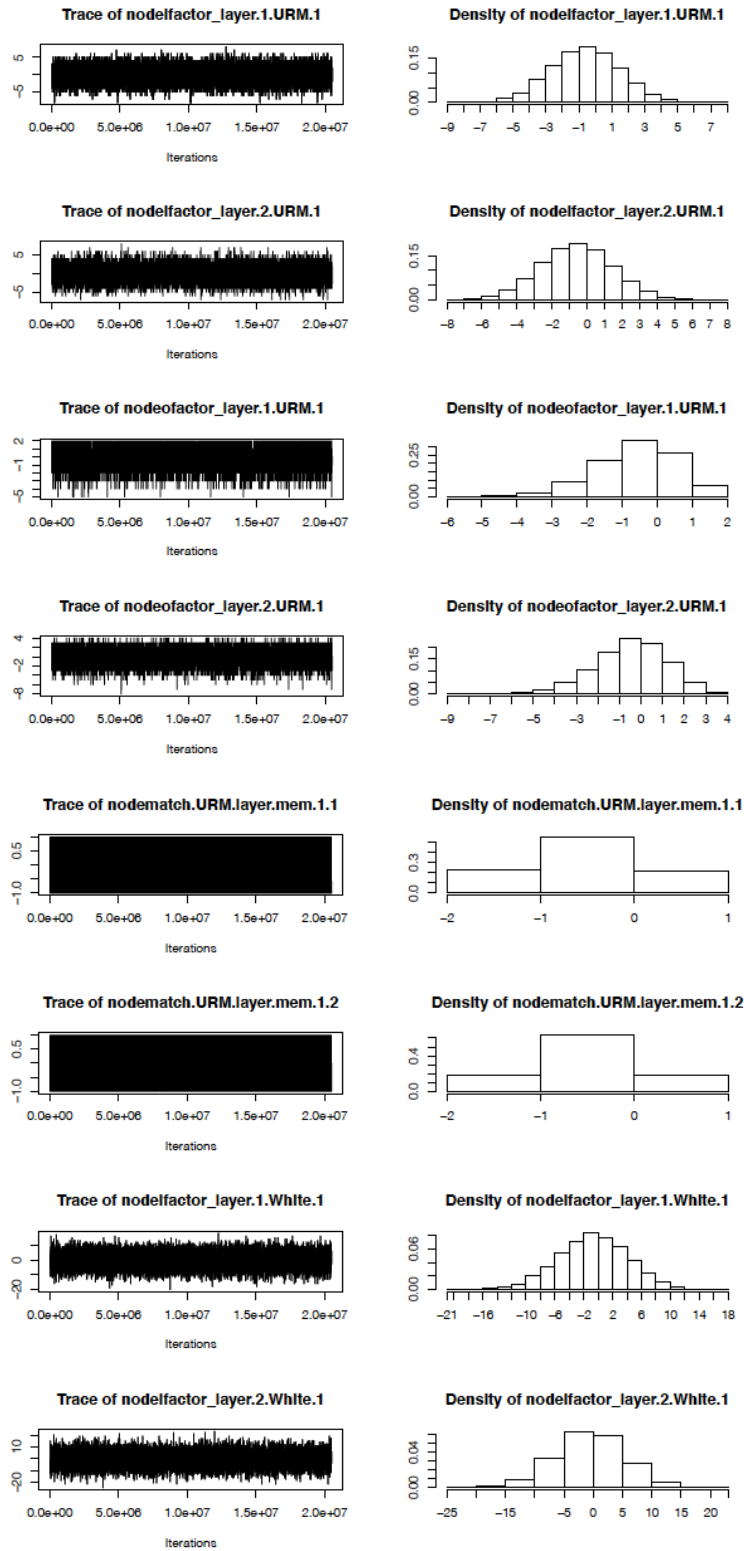 Trace of nodeifactor_layer.1.URM.1
5
−5
0.0e+00 5.0e+06 1.0e+07 1.5e+07 2.0e+07
Iterations
Density of nodeifactor_layer.1.URM.1
0.15
0.00
−9 −7 −5 −3 −1 1 3 5 7
Trace of nodeifactor_layer.2.URM.1
5
−5
0.0e+00 5.0e+06 1.0e+07 1.5e+07 2.0e+07
Iterations
Density of nodeifactor_layer.2.URM.1
0.15
0.00
−8 −6 −4 −2 0 1 2 3 4 5 6 7 8
Trace of nodeofactor_layer.1.URM.1
2
−1
−5
0.0e+00 5.0e+06 1.0e+07 1.5e+07 2.0e+07
Iterations
Density of nodeofactor_layer.1.URM.1
0.25
0.00
−6 −5 −4 −3 −2 −1 0 1 2
Trace of nodeofactor_layer.2.URM.1
4
−2
−8
0.0e+00 5.0e+06 1.0e+07 1.5e+07 2.0e+07
Iterations
Density of nodeofactor_layer.2.URM.1
0.15
0.00
−9 −7 −5 −3 −1 0 1 2 3 4
Trace of nodematch.URM.layer.mem.1.1
0.5
−1.0
0.0e+00 5.0e+06 1.0e+07 1.5e+07 2.0e+07
Iterations
Density of nodematch.URM.layer.mem.1.1
0.3
0.0
−2 −1 0 1
Trace of nodematch.URM.layer.mem.1.2
0.5
−1.0
0.0e+00 5.0e+06 1.0e+07 1.5e+07 2.0e+07
Iterations
Density of nodematch.URM.layer.mem.1.2
0.4
0.0
−2 −1 0 1
Trace of nodeifactor_layer.1.White.1
0
−20
0.0e+00 5.0e+06 1.0e+07 1.5e+07 2.0e+07
Iterations
Density of nodeifactor_layer.1.White.1
0.06
0.00
−21 −16 −10 −6 −2 2 6 10 14 18
Trace of nodeifactor_layer.2.White.1
10
−20
0.0e+00 5.0e+06 1.0e+07 1.5e+07 2.0e+07
Iterations
Density of nodeifactor_layer.2.White.1
0.04
0.00
−25 −15 −5 0 5 10 15 20